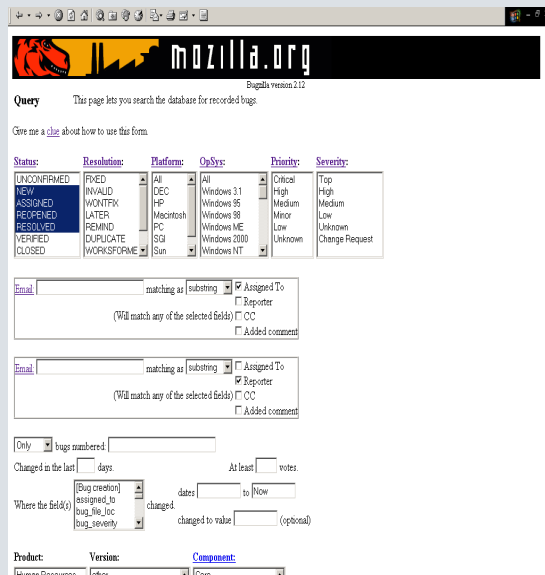 mozilla.org
Bugzilla version 2.12
Query This page lets you search the database for recorded bugs.
Give me a clue about how to use this form.
Status: Resolution: Platform: OpSys: Priority: Severity:
UNCONFIRMED FIXED All All Critical Top
NEW INVALID DEC Windows 3.1 High High
ASSIGNED WONTFIX HP Windows 95 Medium Medium
REOPENED LATER Macintosh Windows 98 Minor Low
RESOLVED REMIND PC Windows ME Low Unknown
VERIFIED DUPLICATE SGI Windows 2000 Unknown Change Request
CLOSED WORKSFORME Sun Windows NT
Email: matching as substring Assigned To
Reporter
(Will match any of the selected fields) CC
Added comment
Email: matching as substring Assigned To
Reporter
(Will match any of the selected fields) CC
Added comment
Only bugs numbered:
Changed in the last days. At least votes.
[Bug creation]
assigned_to
bug_file_loc
bug_severity
Where the field(s) changed.
dates to Now
changed to value (optional)
Product: Version: Component:
Human Resources other Core